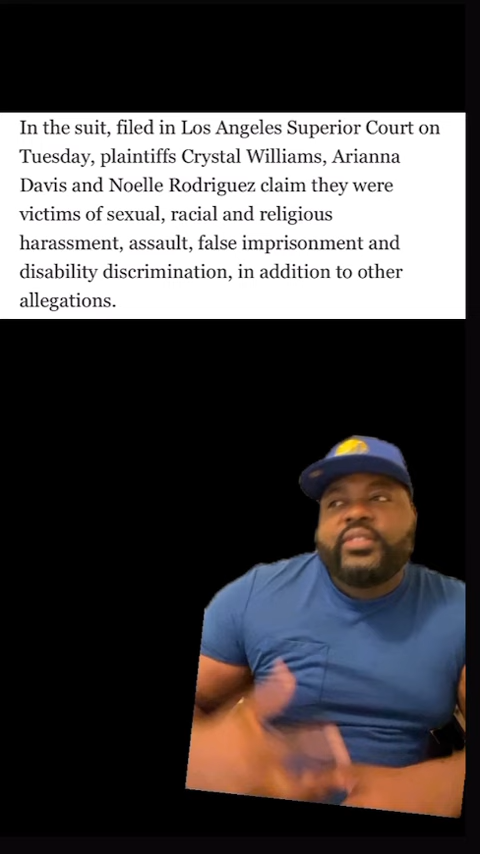 In the suit, filed in Los Angeles Superior Court on
Tuesday, plaintiffs Crystal Williams, Arianna
Davis and Noelle Rodriguez claim they were
victims of sexual, racial and religious
harassment, assault, false imprisonment and
disability discrimination, in addition to other
allegations.